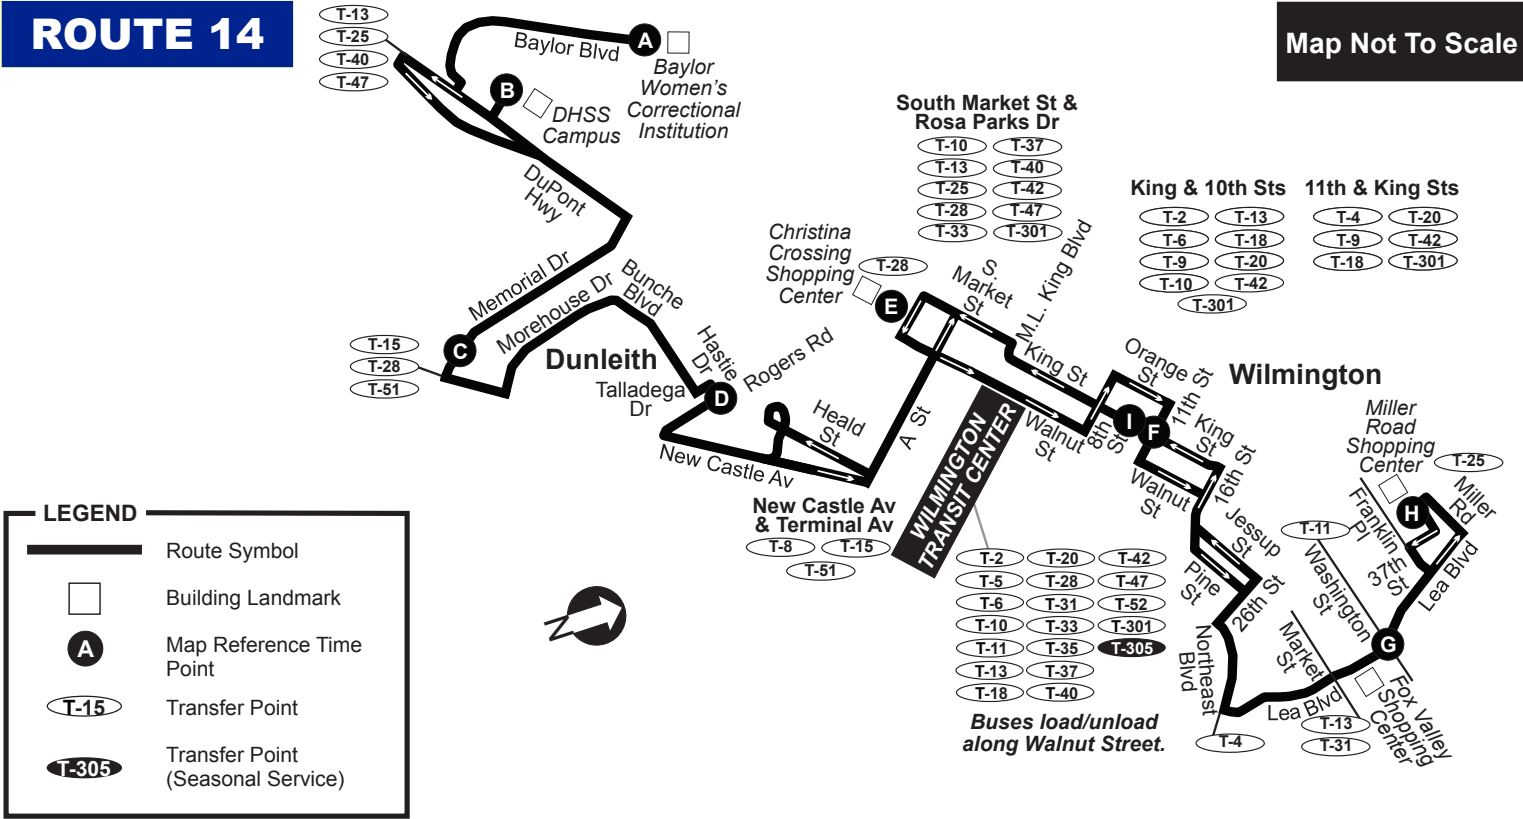 ROUTE 14
Map Not To Scale
T-13
T-25
T-40
T-47
Baylor Blvd
A
Baylor
Women's
Correctional
Institution
B
DHSS
Campus
DuPont
Hwy
Memorial Dr
C
T-15
T-28
T-51
Morehouse Dr
Bunche
Blvd
Dunleith
Hastie
Dr
Talladega
Dr
D
Rogers Rd
Heald
St
New Castle Av
A St
New Castle Av
& Terminal Av
T-8
T-15
T-51
Christina
Crossing
Shopping
Center
T-28
E
South Market St &
Rosa Parks Dr
T-10
T-37
T-13
T-40
T-25
T-42
T-28
T-47
T-33
T-301
S.
Market
St
M.L. King Blvd
King St
Walnut
St
WILMINGTON
TRANSIT CENTER
T-2
T-20
T-42
T-5
T-28
T-47
T-6
T-31
T-52
T-10
T-33
T-301
T-11
T-35
T-305
T-13
T-37
T-18
T-40
Buses load/unload
along Walnut Street.
King & 10th Sts
T-2
T-13
T-6
T-18
T-9
T-20
T-10
T-42
T-301
11th & King Sts
T-4
T-20
T-9
T-42
T-18
T-301
Orange
St
8th
St
I
F
11th St
King
St
Wilmington
Walnut
St
16th St
Jessup
St
Pine
St
26th St
Northeast
Blvd
T-4
Lea Blvd
Market
St
T-13
T-31
Washington
St
T-11
G
Fox Valley
Shopping
Center
Franklin
Pl
37th
St
Lea Blvd
H
Miller
Road
Shopping
Center
T-25
Miller
Rd
N
LEGEND
Route Symbol
Building Landmark
A
Map Reference Time
Point
T-15
Transfer Point
T-305
Transfer Point
(Seasonal Service)